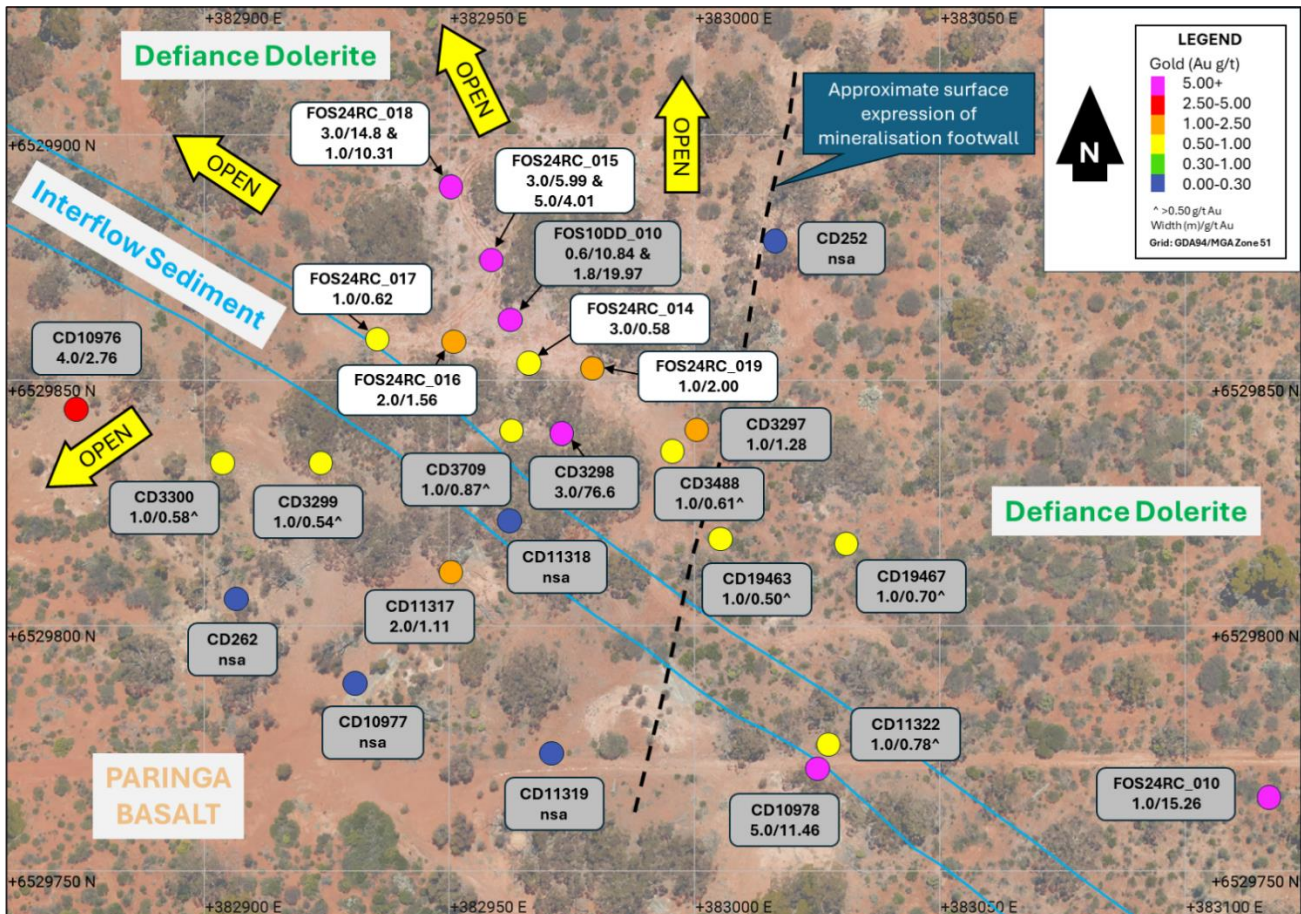 +382900 E
+382950 E
+383000 E
+383050 E
Defiance Dolerite
OPEN
OPEN
OPEN
Approximate surface
expression of
mineralisation footwall
LEGEND
Gold (Au g/t)
5.00+
2.50-5.00
1.00-2.50
0.50-1.00
0.30-1.00
0.00-0.30
^ >0.50 g/t Au
Width (m)/g/t Au
Grid: GDA94/MGA Zone 51
N
+6529900 N
FOS24RC_018
3.0/14.8 &
1.0/10.31
FOS24RC_015
3.0/5.99 &
5.0/4.01
FOS10DD_010
0.6/10.84 &
1.8/19.97
CD252
nsa
Interflow Sediment
FOS24RC_017
1.0/0.62
FOS24RC_014
3.0/0.58
CD10976
4.0/2.76
FOS24RC_016
2.0/1.56
FOS24RC_019
1.0/2.00
+6529850 N
+6529850 N
OPEN
CD3300
1.0/0.58^
CD3299
1.0/0.54^
CD3709
1.0/0.87^
CD3298
3.0/76.6
CD3297
1.0/1.28
CD3488
1.0/0.61^
Defiance Dolerite
CD11318
nsa
CD19463
1.0/0.50^
CD19467
1.0/0.70^
CD262
nsa
CD11317
2.0/1.11
+6529800 N
+6529800 N
CD10977
nsa
CD11322
1.0/0.78^
PARINGA
BASALT
CD11319
nsa
CD10978
5.0/11.46
FOS24RC_010
1.0/15.26
+6529750 N
+6529750 N
+382900 E
+382950 E
+383000 E
+383050 E
+383100 E